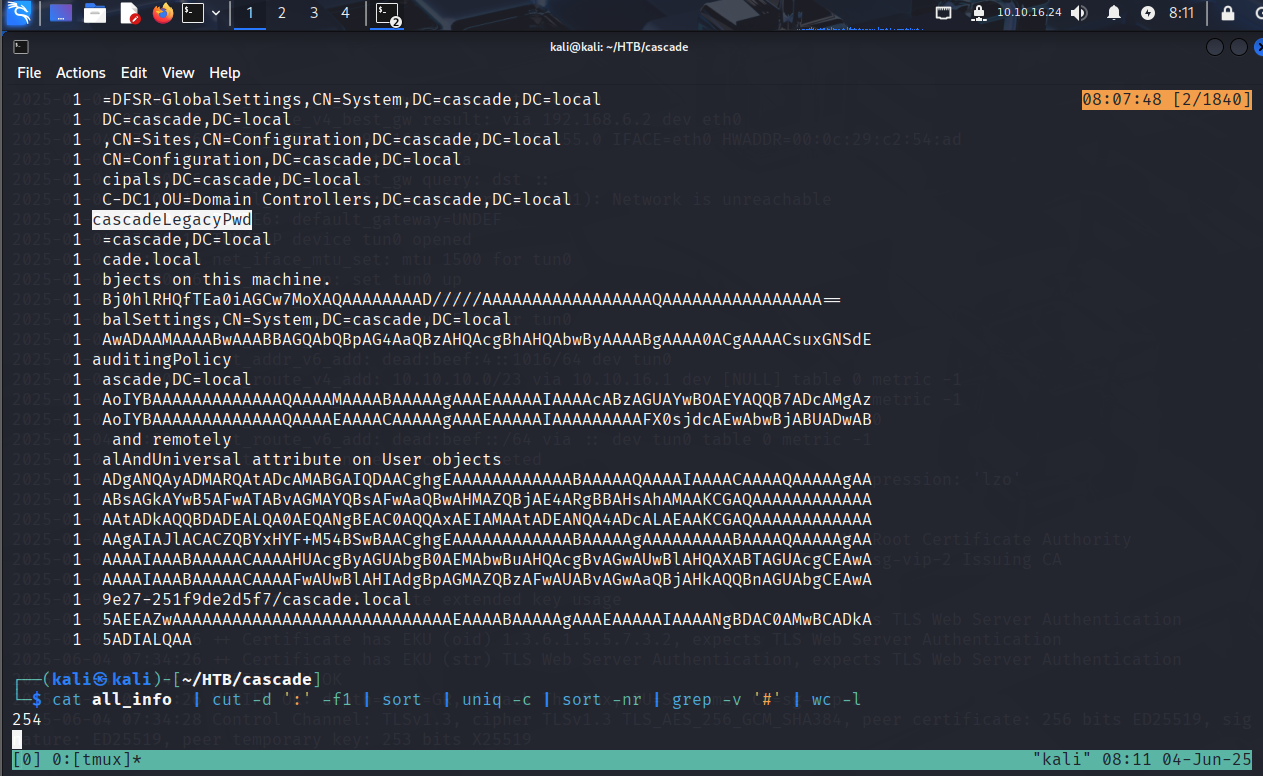 1 2 3 4 2 10.10.16.24 8:11
kali@kali: ~/HTB/cascade
File Actions Edit View Help
1 =DFSR-GlobalSettings,CN=System,DC=cascade,DC=local 08:07:48 [2/1840]
1 DC=cascade,DC=local
1 ,CN=Sites,CN=Configuration,DC=cascade,DC=local
1 CN=Configuration,DC=cascade,DC=local
1 cipals,DC=cascade,DC=local
1 C-DC1,OU=Domain Controllers,DC=cascade,DC=local
1 cascadeLegacyPwd
1 =cascade,DC=local
1 cade.local
1 bjects on this machine.
1 Bj0hlRHQfTEa0iAGCw7MoXAQAAAAAAAAD/////AAAAAAAAAAAAAAAAAQAAAAAAAAAAAAAAAA==
1 balSettings,CN=System,DC=cascade,DC=local
1 AwADAAMAAAABwAAABBAGQAbQBpAG4AaQBzAHQAcgBhAHQAbwByAAAABgAAAA0ACgAAAACsuxGNSdE
1 auditingPolicy
1 ascade,DC=local
1 AoIYBAAAAAAAAAAAAAQAAAAMAAAABAAAAAgAAAEAAAAAIAAAAcABzAGUAYwBOAEYAQQB7ADcAMgAz
1 AoIYBAAAAAAAAAAAAAQAAAAEAAAACAAAAAgAAAEAAAAAIAAAAAAAAAFX0sjdcAEwAbwBjABUADwAB
1 and remotely
1 alAndUniversal attribute on User objects
1 ADgANQAyADMARQAtADcAMABGAIQDAACghgEAAAAAAAAAAAABAAAAAQAAAAIAAAACAAAAQAAAAAgAA
1 ABsAGkAYwB5AFwATABvAGMAYQBsAFwAaQBwAHMAZQBjAE4ARgBBAHsAhAMAAKCGAQAAAAAAAAAAAA
1 AAtADkAQQBDADEALQA0AEQANgBEAC0AQQAxAEIAMAAtADEANQA4ADcALAEAAKCGAQAAAAAAAAAAAA
1 AAgAIAJlACACZQBYxHYF+M54BSwBAACghgEAAAAAAAAAAAABAAAAAgAAAAAAAAABAAAAQAAAAAgAA
1 AAAAIAAABAAAAACAAAAHUAcgByAGUAbgB0AEMAbwBuAHQAcgBvAGwAUwBlAHQAXABTAGUAcgCEAwA
1 AAAAIAAABAAAAACAAAAFwAUwBlAHIAdgBpAGMAZQBzAFwAUABvAGwAaQBjAHkAQQBnAGUAbgCEAwA
1 9e27-251f9de2d5f7/cascade.local
1 5AEEAZwAAAAAAAAAAAAAAAAAAAAAAAAAAAAEAAAABAAAAAgAAAEAAAAAIAAAANgBDAC0AMwBCADkA
1 5ADIALQAA
┌──(kali㉿kali)-[~/HTB/cascade]
└─$ cat all_info | cut -d ':' -f1 | sort | uniq -c | sort -nr | grep -v '#' | wc -l
254
[0] 0:[tmux]* "kali" 08:11 04-Jun-25